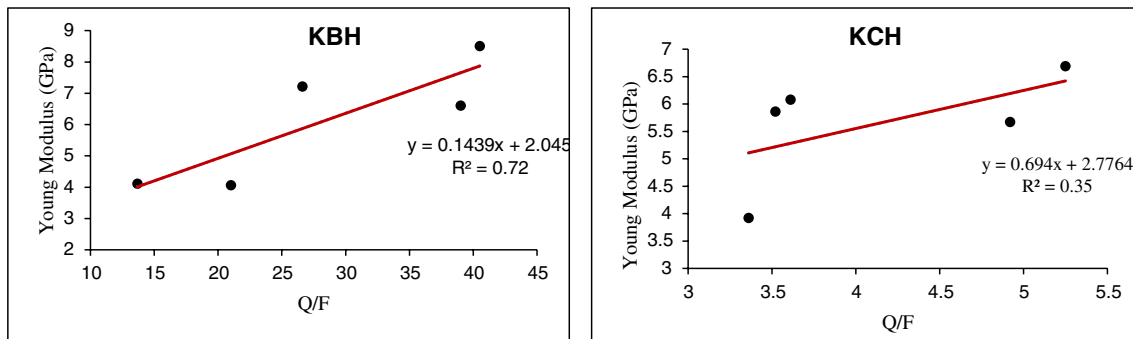 KBH
Young Modulus (GPa)
9
8
7
6
5
4
3
2
y = 0.1439x + 2.045
R² = 0.72
10 15 20 25 30 35 40 45
Q/F
KCH
Young Modulus (GPa)
7
6.5
6
5.5
5
4.5
4
3.5
3
y = 0.694x + 2.7764
R² = 0.35
3 3.5 4 4.5 5 5.5
Q/F